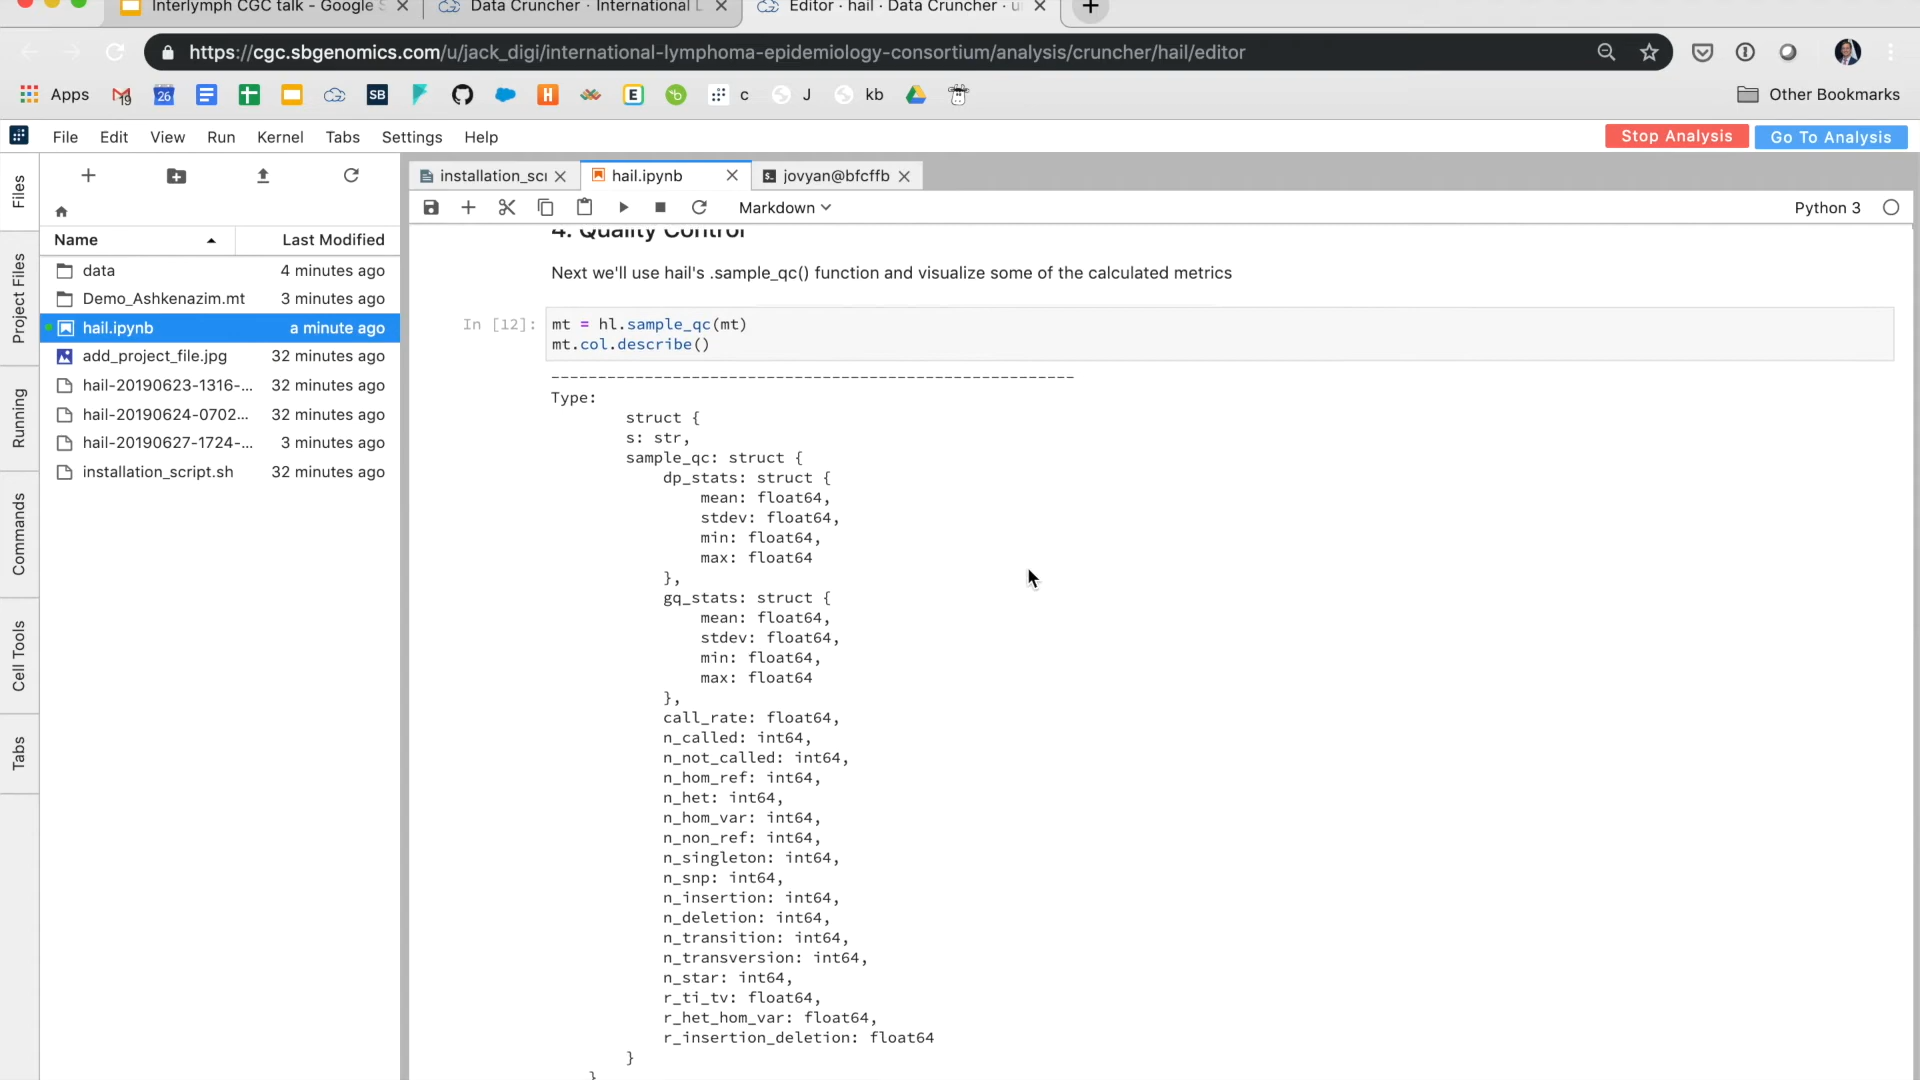 Interlymph CGC talk - Google S
Data Cruncher · International L
Editor · hail · Data Cruncher · u
https://cgc.sbgenomics.com/u/jack_digi/international-lymphoma-epidemiology-consortium/analysis/cruncher/hail/editor
Apps
19
26
SB
H
E
c
J
kb
Other Bookmarks
File Edit View Run Kernel Tabs Settings Help
Stop Analysis
Go To Analysis
Files
Project Files
Running
Commands
Cell Tools
Tabs
Name Last Modified
data 4 minutes ago
Demo_Ashkenazim.mt 3 minutes ago
hail.ipynb a minute ago
add_project_file.jpg 32 minutes ago
hail-20190623-1316-... 32 minutes ago
hail-20190624-0702... 32 minutes ago
hail-20190627-1724-... 3 minutes ago
installation_script.sh 32 minutes ago
installation_scr
hail.ipynb
jovyan@bfcffb
Markdown
Python 3
4. Quality Control
Next we'll use hail's .sample_qc() function and visualize some of the calculated metrics
In [12]: mt = hl.sample_qc(mt)
mt.col.describe()
--------------------------------------------------------
Type:
struct {
s: str,
sample_qc: struct {
dp_stats: struct {
mean: float64,
stdev: float64,
min: float64,
max: float64
},
gq_stats: struct {
mean: float64,
stdev: float64,
min: float64,
max: float64
},
call_rate: float64,
n_called: int64,
n_not_called: int64,
n_hom_ref: int64,
n_het: int64,
n_hom_var: int64,
n_non_ref: int64,
n_singleton: int64,
n_snp: int64,
n_insertion: int64,
n_deletion: int64,
n_transition: int64,
n_transversion: int64,
n_star: int64,
r_ti_tv: float64,
r_het_hom_var: float64,
r_insertion_deletion: float64
}
}